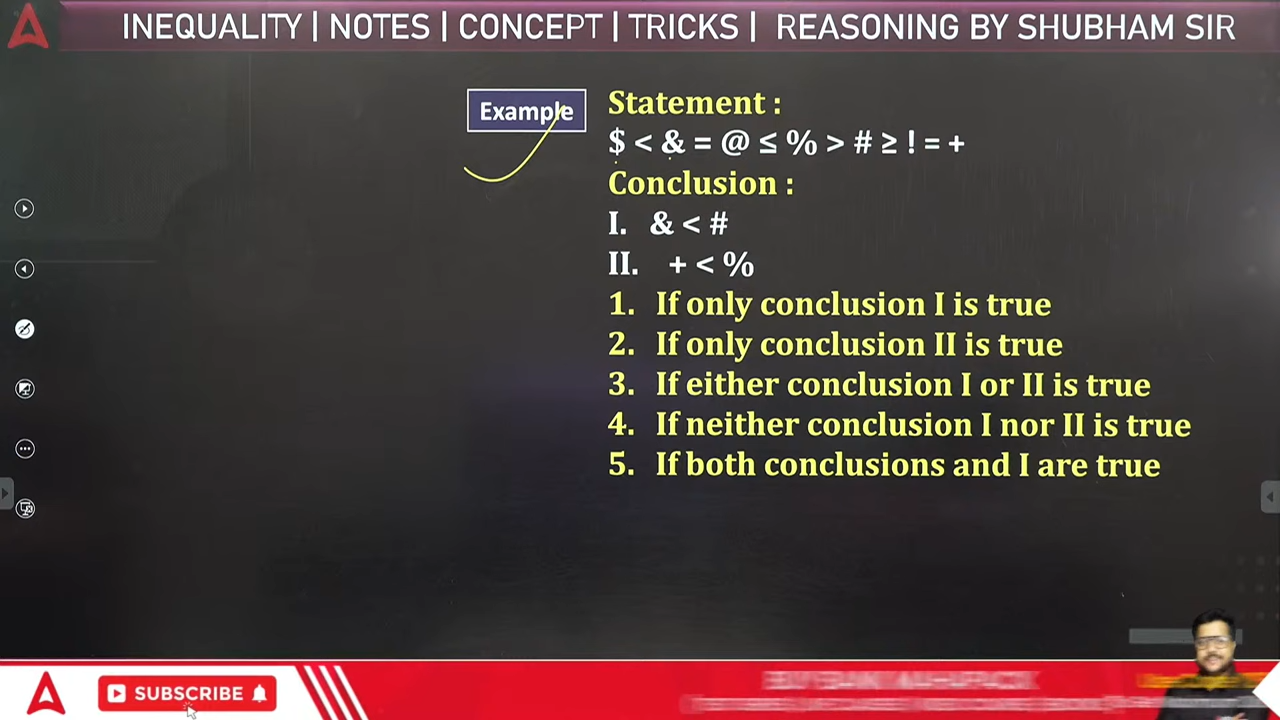 INEQUALITY | NOTES | CONCEPT | TRICKS | REASONING BY SHUBHAM SIR
Example
Statement :
$ < & = @ ≤ % > # ≥ ! = +
Conclusion :
I. & < #
II. + < %
1. If only conclusion I is true
2. If only conclusion II is true
3. If either conclusion I or II is true
4. If neither conclusion I nor II is true
5. If both conclusions and I are true
SUBSCRIBE